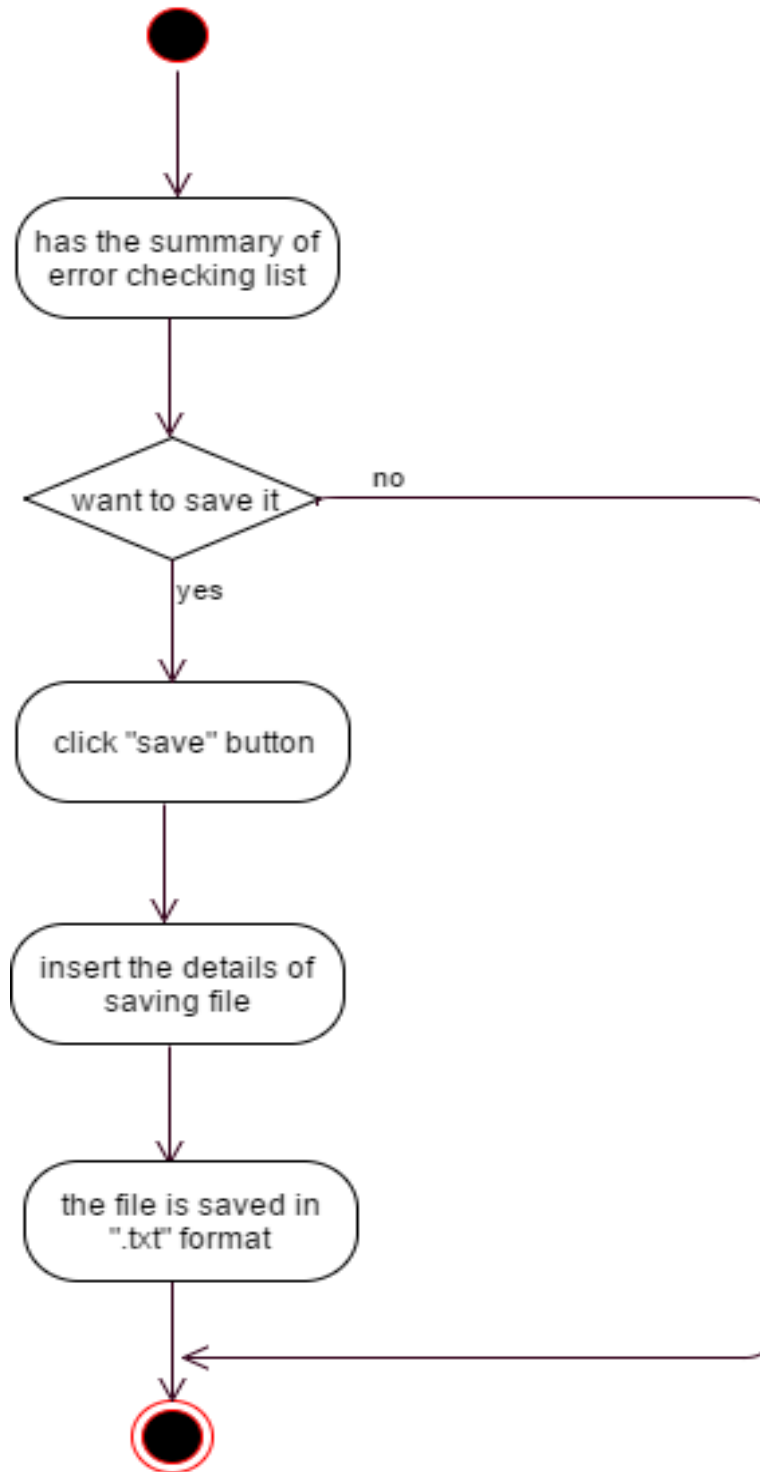 has the summary of
error checking list
want to save it
no
yes
click "save" button
insert the details of
saving file
the file is saved in
".txt" format